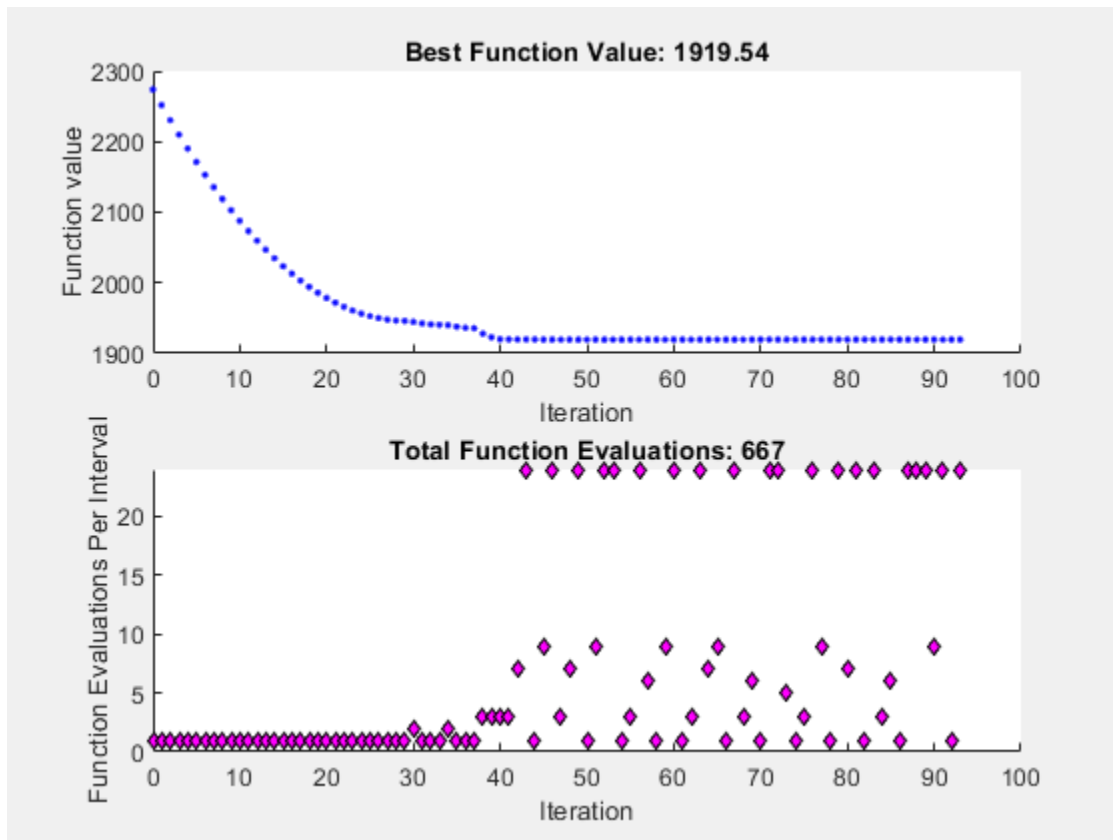 Best Function Value: 1919.54
2300
2200
2100
2000
1900
Function value
0 10 20 30 40 50 60 70 80 90 100
Iteration
Total Function Evaluations: 667
20
15
10
5
0
Function Evaluations Per Interval
0 10 20 30 40 50 60 70 80 90 100
Iteration